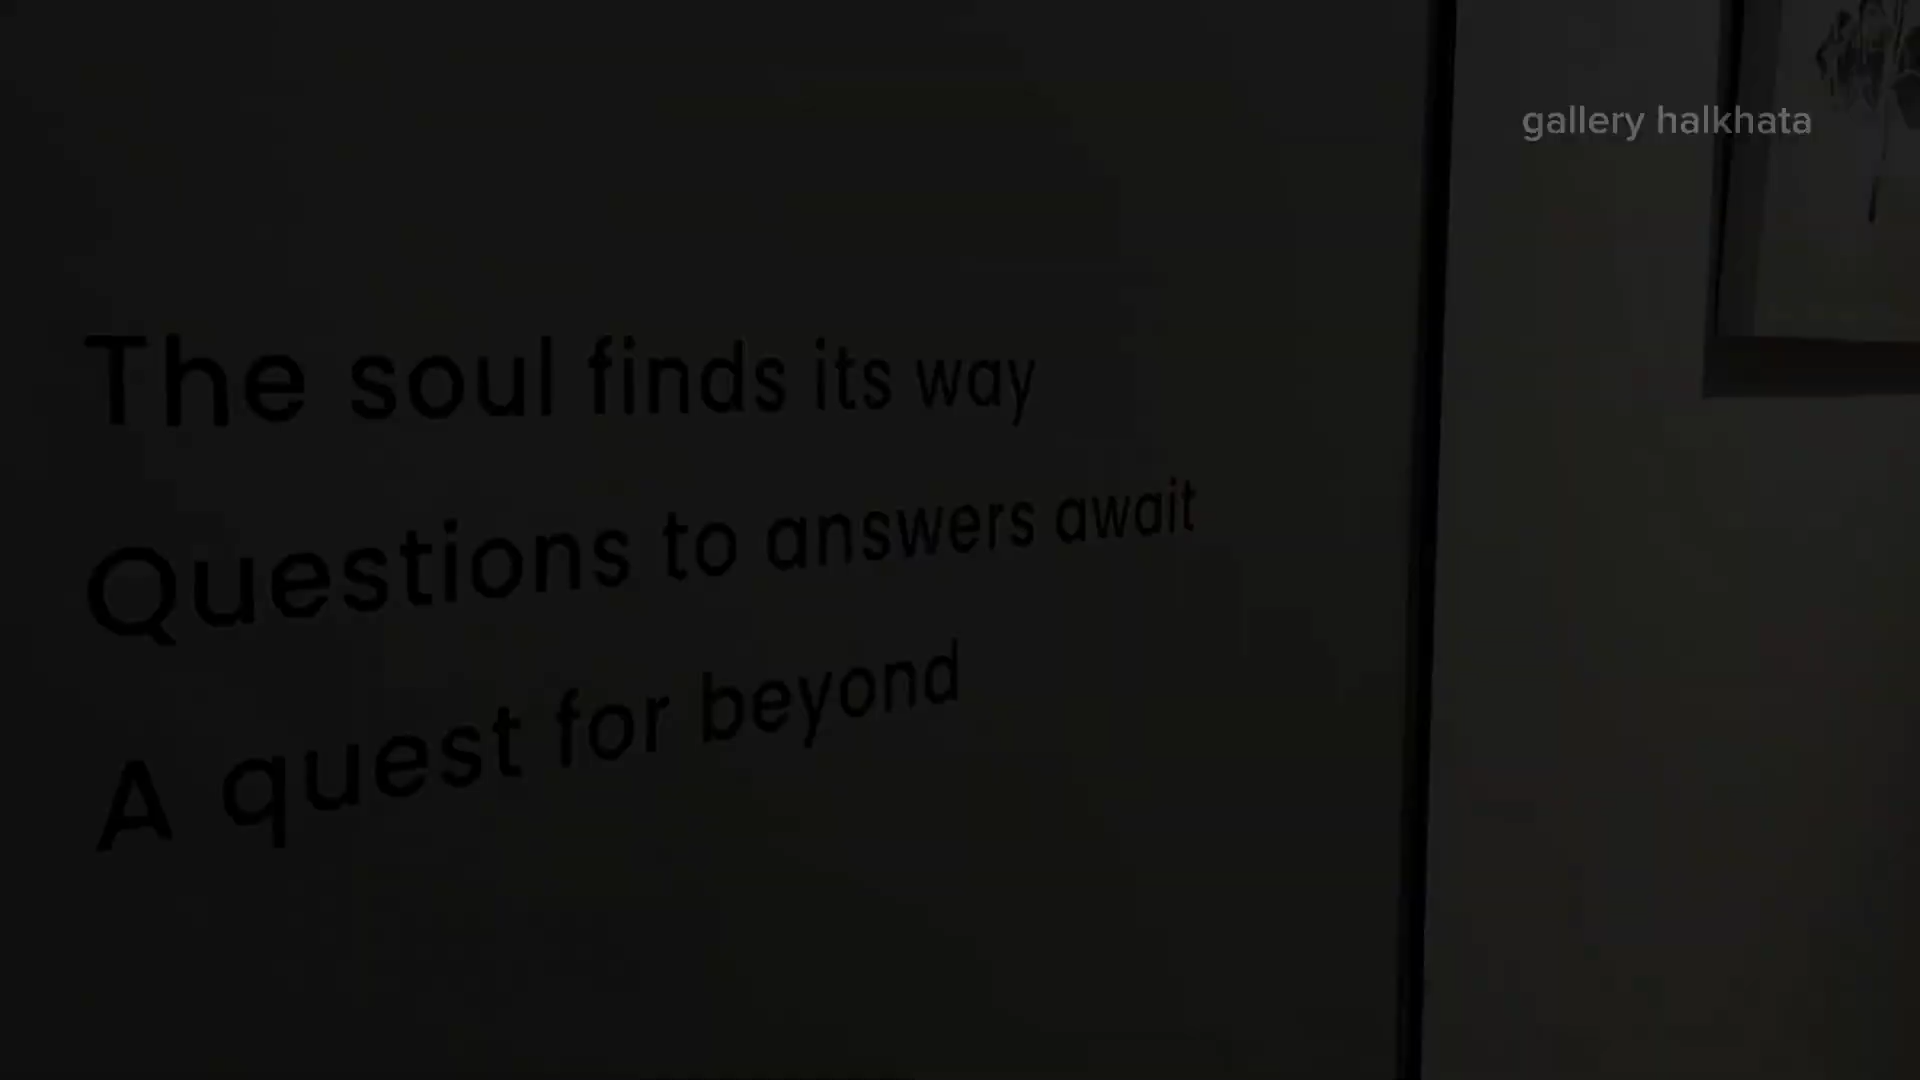 gallery halkhata
The soul finds its way
Questions to answers await
A quest for beyond